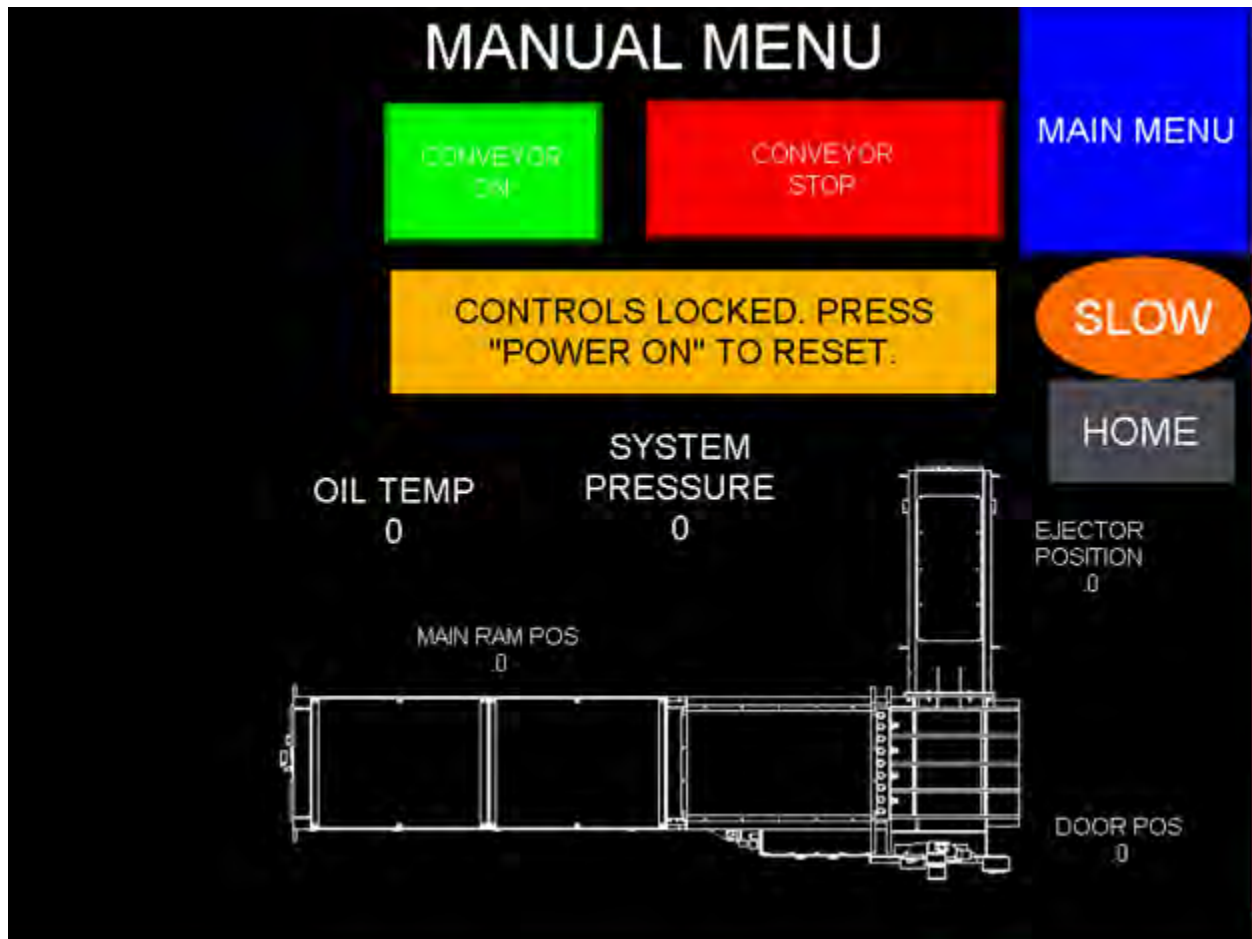 MANUAL MENU
MAIN MENU
CONVEYOR
ON
CONVEYOR
STOP
CONTROLS LOCKED. PRESS
"POWER ON" TO RESET.
SLOW
HOME
OIL TEMP
0
SYSTEM
PRESSURE
0
EJECTOR
POSITION
.0
MAIN RAM POS
.0
DOOR POS
.0